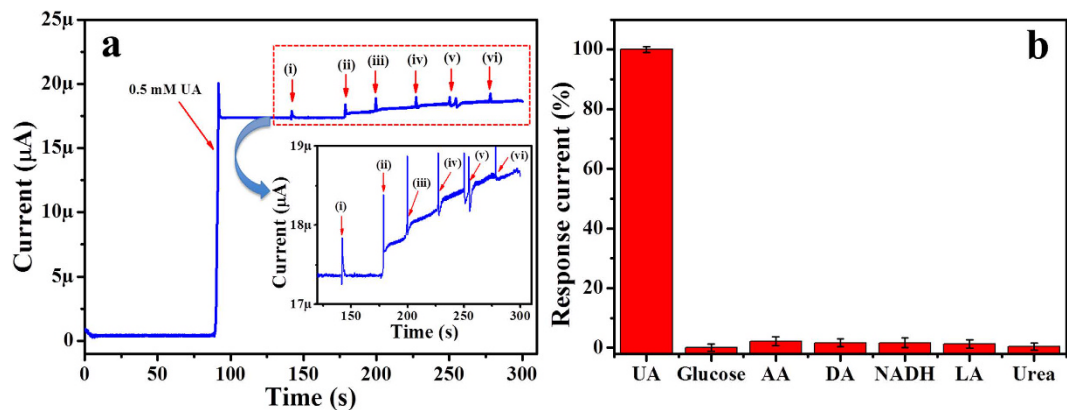 a
Current (µA)
25µ
20µ
15µ
10µ
5µ
0
0 50 100 150 200 250 300
Time (s)
0.5 mM UA
(i)
(ii)
(iii)
(iv)
(v)
(vi)
Current (µA)
19µ
18µ
17µ
150 200 250 300
Time (s)
(i)
(ii)
(iii)
(iv)
(v)
(vi)
b
Response current (%)
100
80
60
40
20
0
UA Glucose AA DA NADH LA Urea